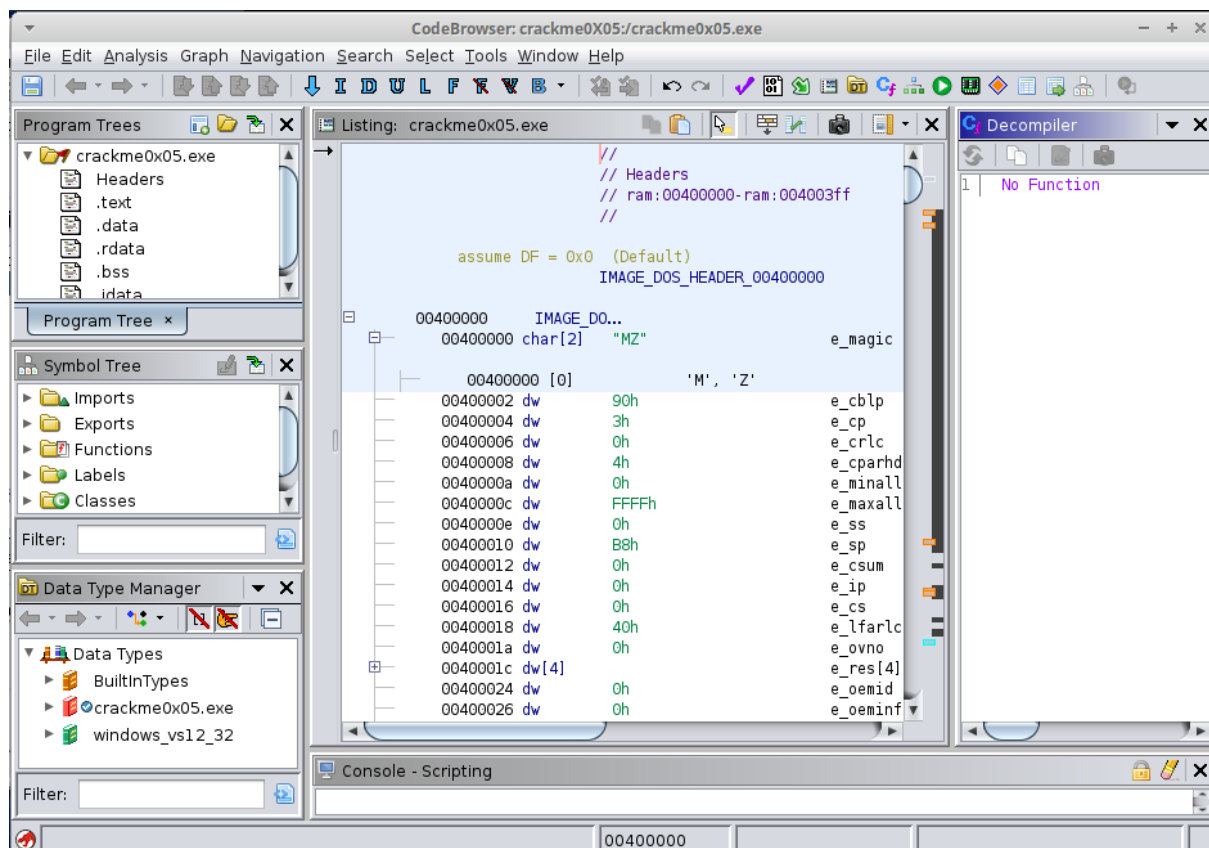 CodeBrowser: crackme0X05:/crackme0x05.exe
File Edit Analysis Graph Navigation Search Select Tools Window Help
I D U L F R V B
Program Trees
crackme0x05.exe
Headers
.text
.data
.rdata
.bss
.idata
Program Tree ×
Symbol Tree
Imports
Exports
Functions
Labels
Classes
Filter:
Data Type Manager
Data Types
BuiltInTypes
crackme0x05.exe
windows_vs12_32
Filter:
Listing: crackme0x05.exe
//
// Headers
// ram:00400000-ram:004003ff
//
assume DF = 0x0 (Default)
IMAGE_DOS_HEADER_00400000
00400000 IMAGE_DO...
00400000 char[2] "MZ" e_magic
00400000 [0] 'M', 'Z'
00400002 dw 90h e_cblp
00400004 dw 3h e_cp
00400006 dw 0h e_crlc
00400008 dw 4h e_cparhd
0040000a dw 0h e_minall
0040000c dw FFFFh e_maxall
0040000e dw 0h e_ss
00400010 dw B8h e_sp
00400012 dw 0h e_csum
00400014 dw 0h e_ip
00400016 dw 0h e_cs
00400018 dw 40h e_lfarlc
0040001a dw 0h e_ovno
0040001c dw[4] e_res[4]
00400024 dw 0h e_oemid
00400026 dw 0h e_oeminf
Decompiler
1 No Function
Console - Scripting
00400000